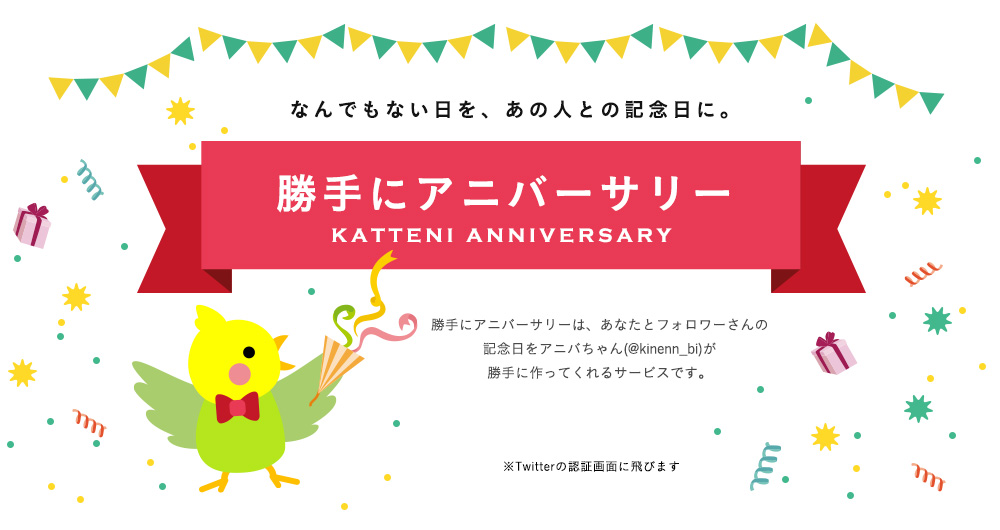 なんでもない日を、あの人との記念日に。
勝手にアニバーサリー
KATTENI ANNIVERSARY
勝手にアニバーサリーは、あなたとフォロワーさんの
記念日をアニバちゃん(@kinenn_bi)が
勝手に作ってくれるサービスです。
※Twitterの認証画面に飛びます